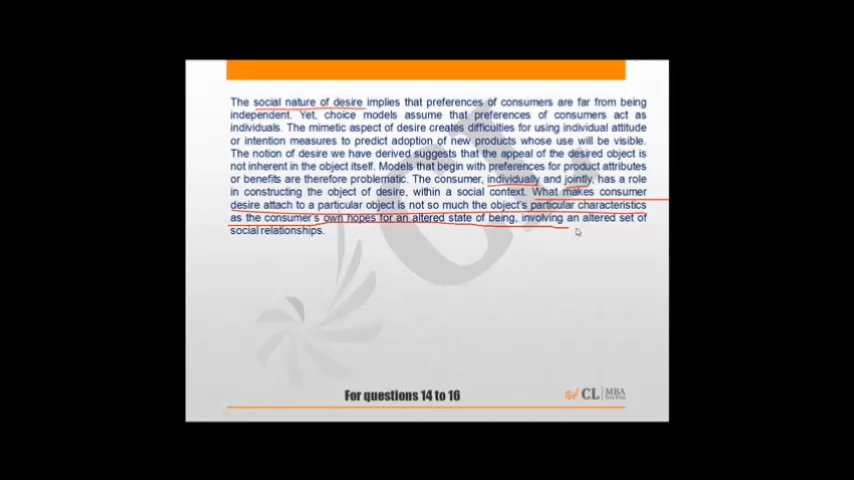 The social nature of desire implies that preferences of consumers are far from being
independent. Yet, choice models assume that preferences of consumers act as
individuals. The mimetic aspect of desire creates difficulties for using individual attitude
or intention measures to predict adoption of new products whose use will be visible.
The notion of desire we have derived suggests that the appeal of the desired object is
not inherent in the object itself. Models that begin with preferences for product attributes
or benefits are therefore problematic. The consumer, individually and jointly, has a role
in constructing the object of desire, within a social context. What makes consumer
desire attach to a particular object is not so much the object's particular characteristics
as the consumer's own hopes for an altered state of being, involving an altered set of
social relationships.
For questions 14 to 16
CL MBA